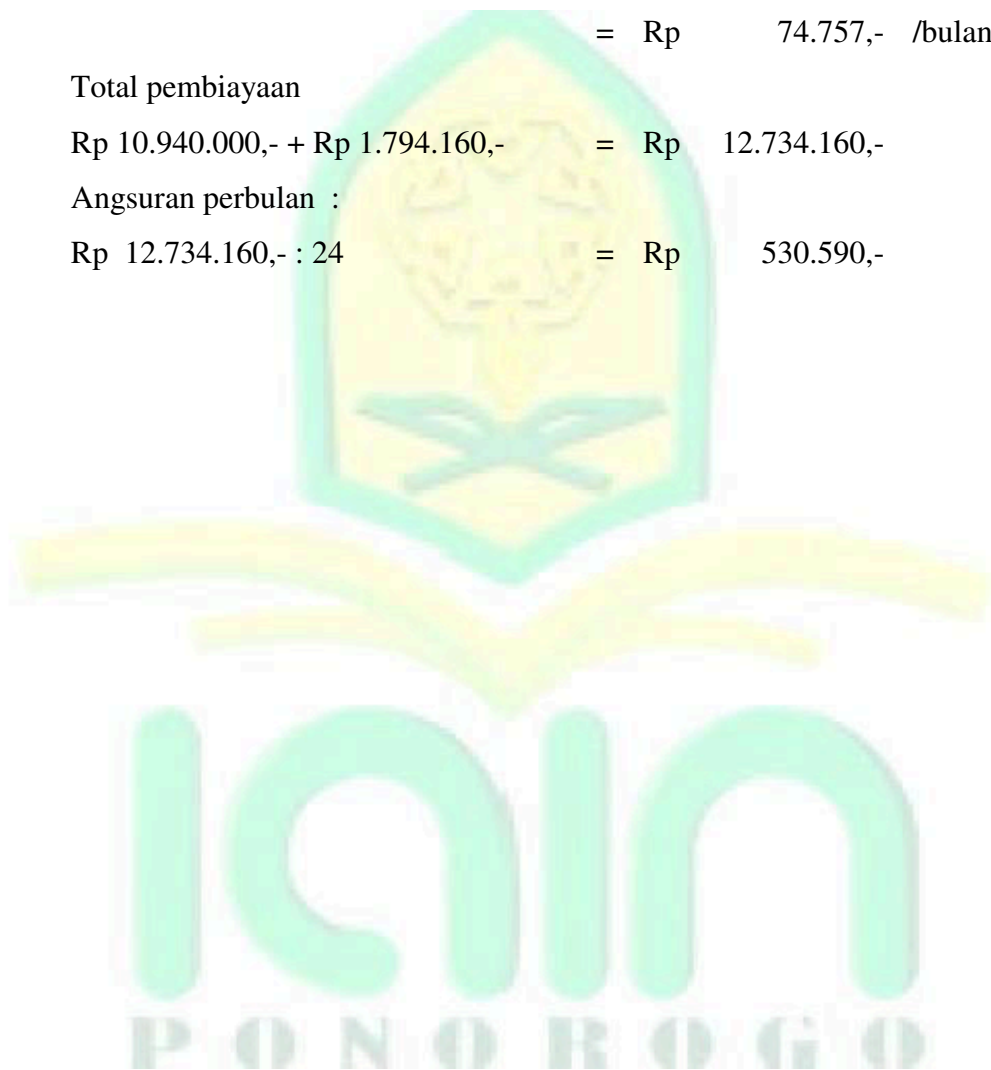 = Rp 74.757,- /bulan
Total pembiayaan
Rp 10.940.000,- + Rp 1.794.160,- = Rp 12.734.160,-
Angsuran perbulan :
Rp 12.734.160,- : 24 = Rp 530.590,-
iain
PONOROGO